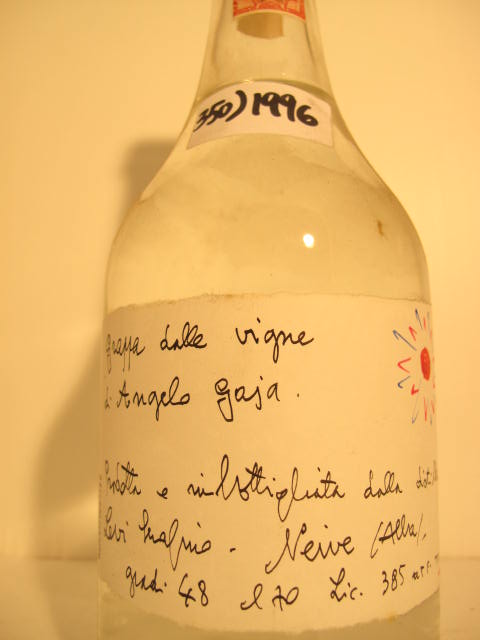 350) 1996
Grappa dalle vigne
di Angelo Gaja.
Prodotta e imbottigliata dalla
Levi Serafino - Neive (Alba).
gradi 48 cl 70 Lic. 385